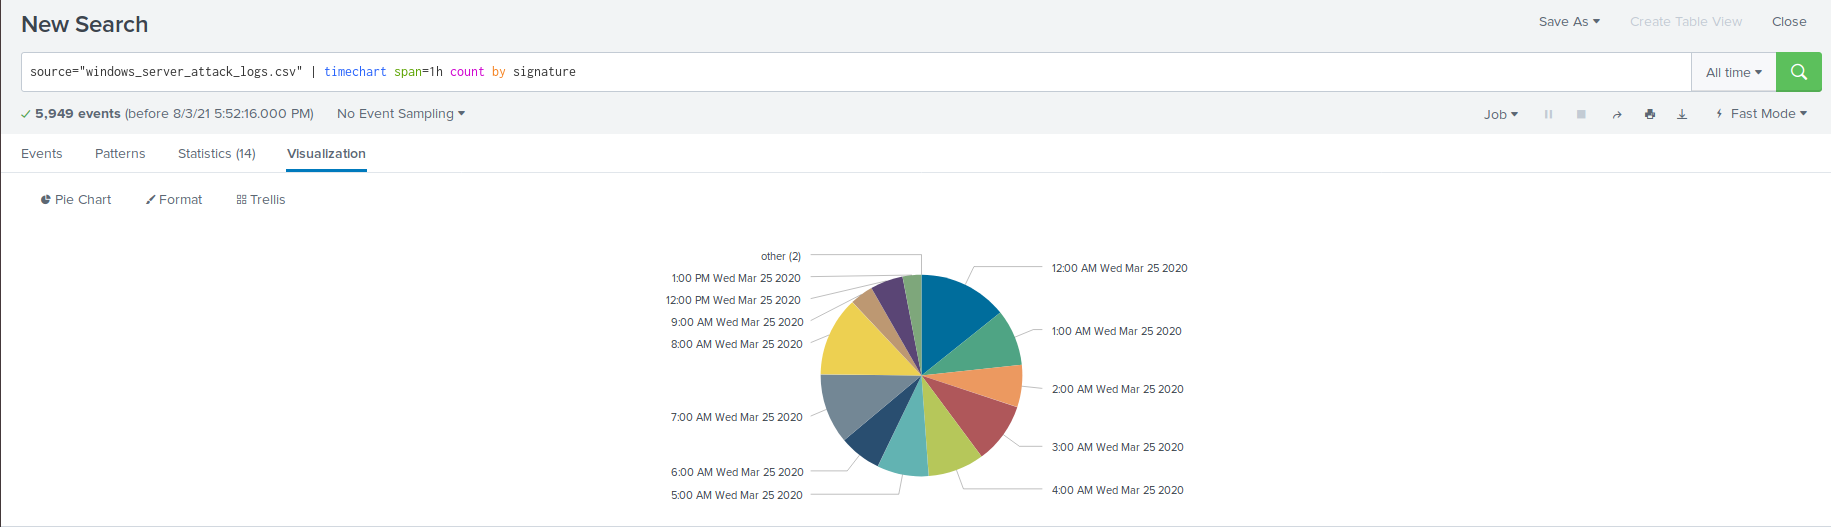 New Search
Save As
Create Table View
Close
source="windows_server_attack_logs.csv" | timechart span=1h count by signature
All time
5,949 events (before 8/3/21 5:52:16.000 PM)
No Event Sampling
Job
Fast Mode
Events
Patterns
Statistics (14)
Visualization
Pie Chart
Format
Trellis
other (2)
1:00 PM Wed Mar 25 2020
12:00 PM Wed Mar 25 2020
9:00 AM Wed Mar 25 2020
8:00 AM Wed Mar 25 2020
7:00 AM Wed Mar 25 2020
6:00 AM Wed Mar 25 2020
5:00 AM Wed Mar 25 2020
12:00 AM Wed Mar 25 2020
1:00 AM Wed Mar 25 2020
2:00 AM Wed Mar 25 2020
3:00 AM Wed Mar 25 2020
4:00 AM Wed Mar 25 2020